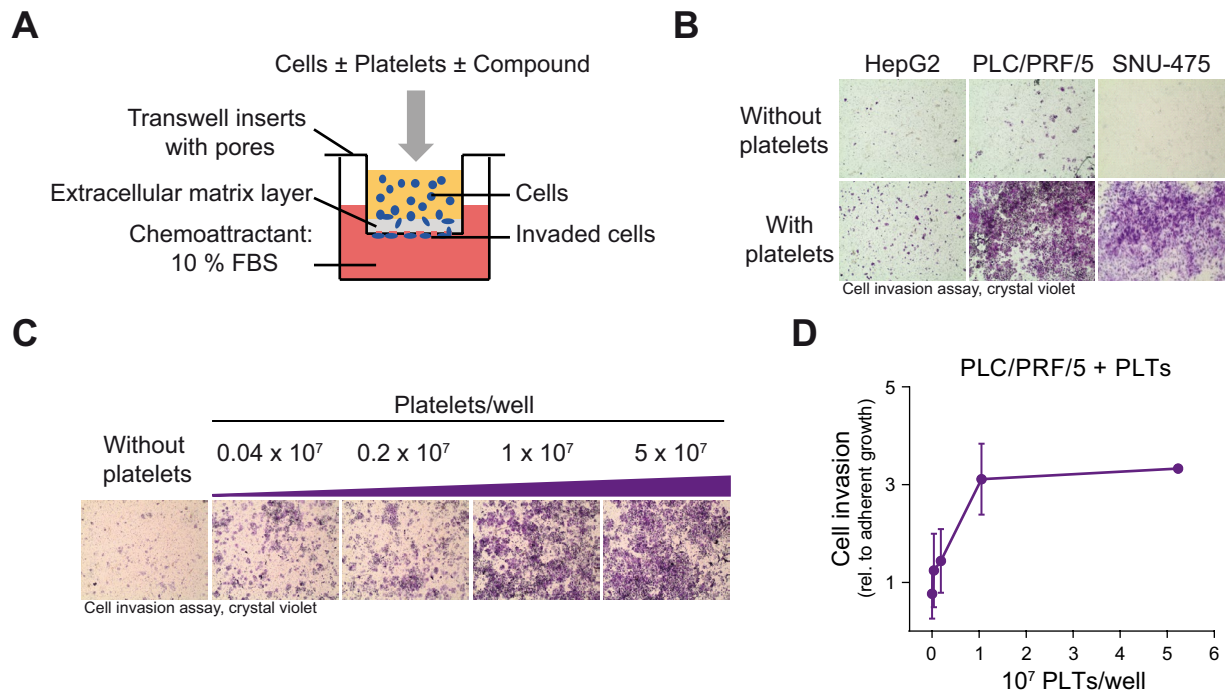 A
Cells ± Platelets ± Compound
Transwell inserts
with pores
Extracellular matrix layer
Chemoattractant:
10 % FBS
Cells
Invaded cells
B
HepG2
PLC/PRF/5
SNU-475
Without
platelets
With
platelets
Cell invasion assay, crystal violet
C
Platelets/well
Without
platelets
0.04 x 10⁷
0.2 x 10⁷
1 x 10⁷
5 x 10⁷
Cell invasion assay, crystal violet
D
PLC/PRF/5 + PLTs
Cell invasion
(rel. to adherent growth)
5
3
1
0 1 2 3 4 5 6
10⁷ PLTs/well